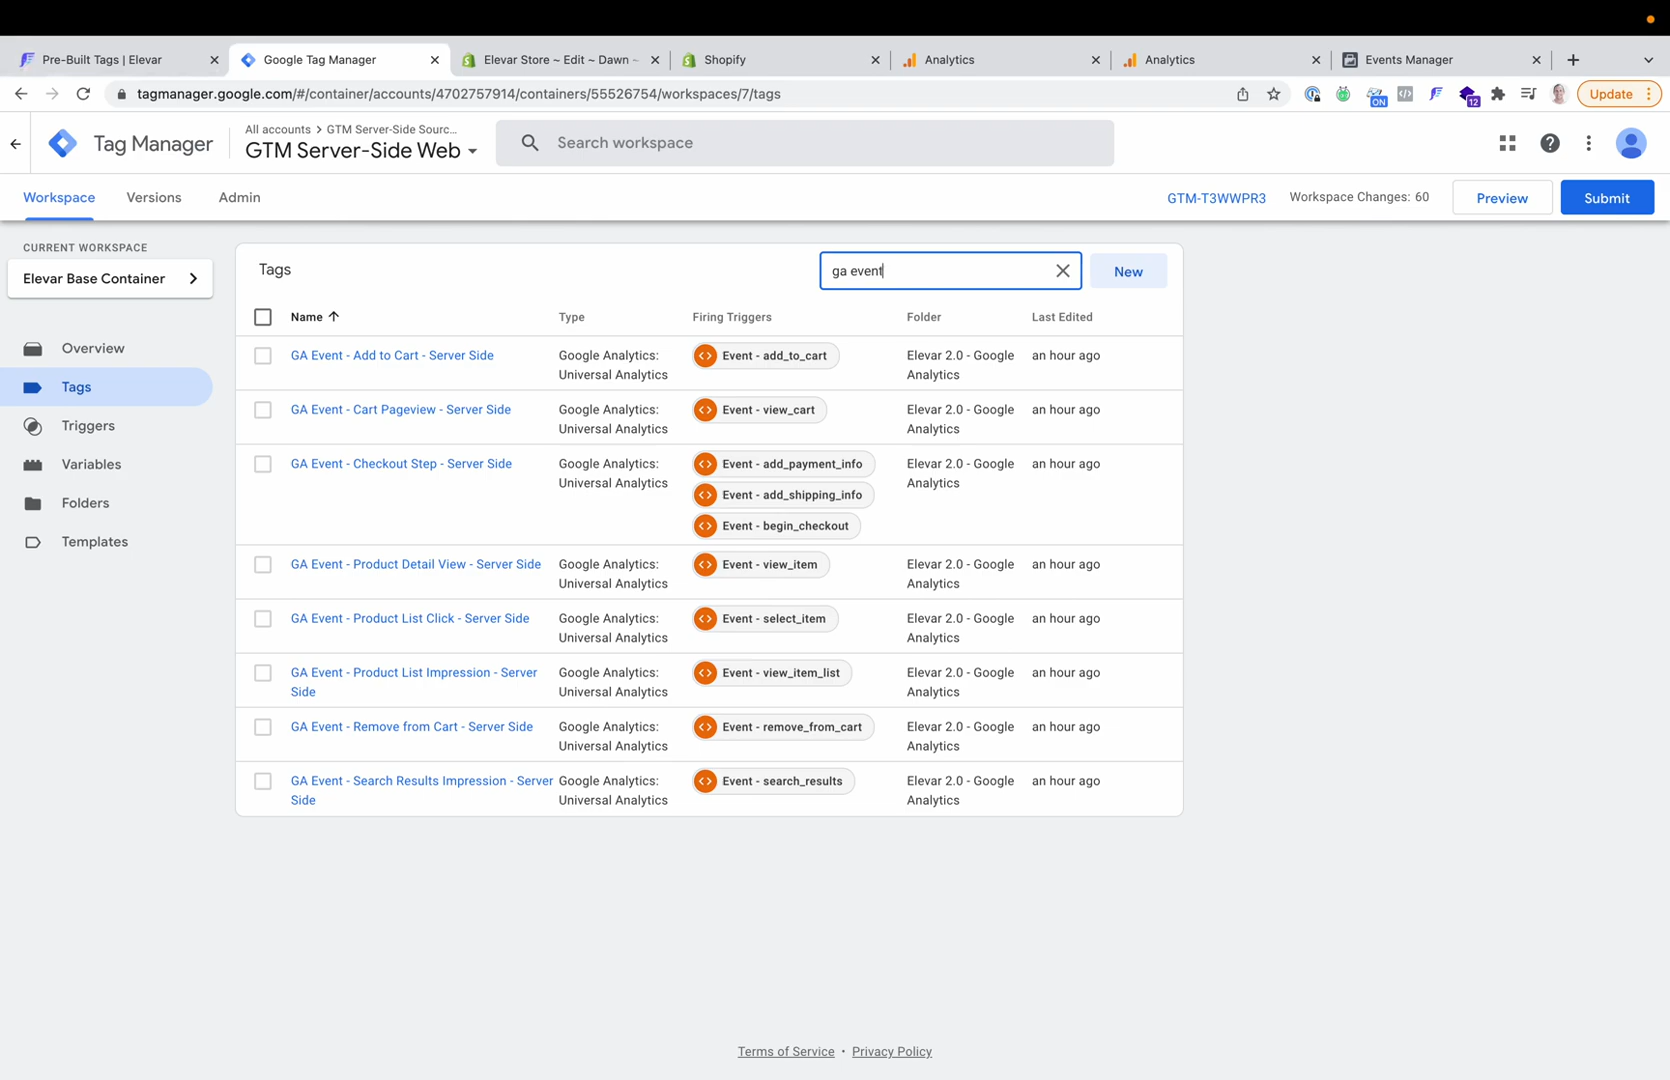 Pre-Built Tags | Elevar
Google Tag Manager
Elevar Store ~ Edit ~ Dawn ~
Shopify
Analytics
Analytics
Events Manager
tagmanager.google.com/#/container/accounts/4702757914/containers/55526754/workspaces/7/tags
ON
12
Update
Tag Manager
All accounts > GTM Server-Side Sourc...
GTM Server-Side Web
Search workspace
Workspace
Versions
Admin
GTM-T3WWPR3
Workspace Changes: 60
Preview
Submit
CURRENT WORKSPACE
Elevar Base Container
Overview
Tags
Triggers
Variables
Folders
Templates
Tags
ga event
New
Name
Type
Firing Triggers
Folder
Last Edited
GA Event - Add to Cart - Server Side
Google Analytics:
Universal Analytics
Event - add_to_cart
Elevar 2.0 - Google
Analytics
an hour ago
GA Event - Cart Pageview - Server Side
Google Analytics:
Universal Analytics
Event - view_cart
Elevar 2.0 - Google
Analytics
an hour ago
GA Event - Checkout Step - Server Side
Google Analytics:
Universal Analytics
Event - add_payment_info
Event - add_shipping_info
Event - begin_checkout
Elevar 2.0 - Google
Analytics
an hour ago
GA Event - Product Detail View - Server Side
Google Analytics:
Universal Analytics
Event - view_item
Elevar 2.0 - Google
Analytics
an hour ago
GA Event - Product List Click - Server Side
Google Analytics:
Universal Analytics
Event - select_item
Elevar 2.0 - Google
Analytics
an hour ago
GA Event - Product List Impression - Server
Side
Google Analytics:
Universal Analytics
Event - view_item_list
Elevar 2.0 - Google
Analytics
an hour ago
GA Event - Remove from Cart - Server Side
Google Analytics:
Universal Analytics
Event - remove_from_cart
Elevar 2.0 - Google
Analytics
an hour ago
GA Event - Search Results Impression - Server
Side
Google Analytics:
Universal Analytics
Event - search_results
Elevar 2.0 - Google
Analytics
an hour ago
Terms of Service • Privacy Policy